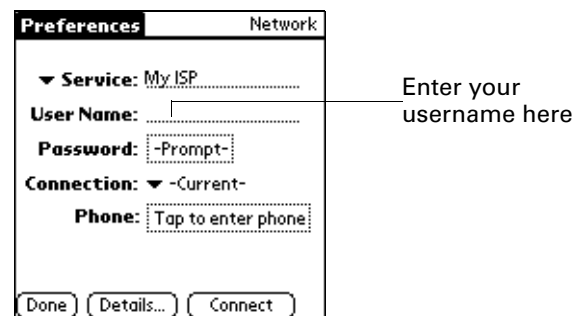 Preferences Network
Service: My ISP
User Name:
Password: -Prompt-
Connection: -Current-
Phone: Tap to enter phone
Done Details... Connect
Enter your
username here